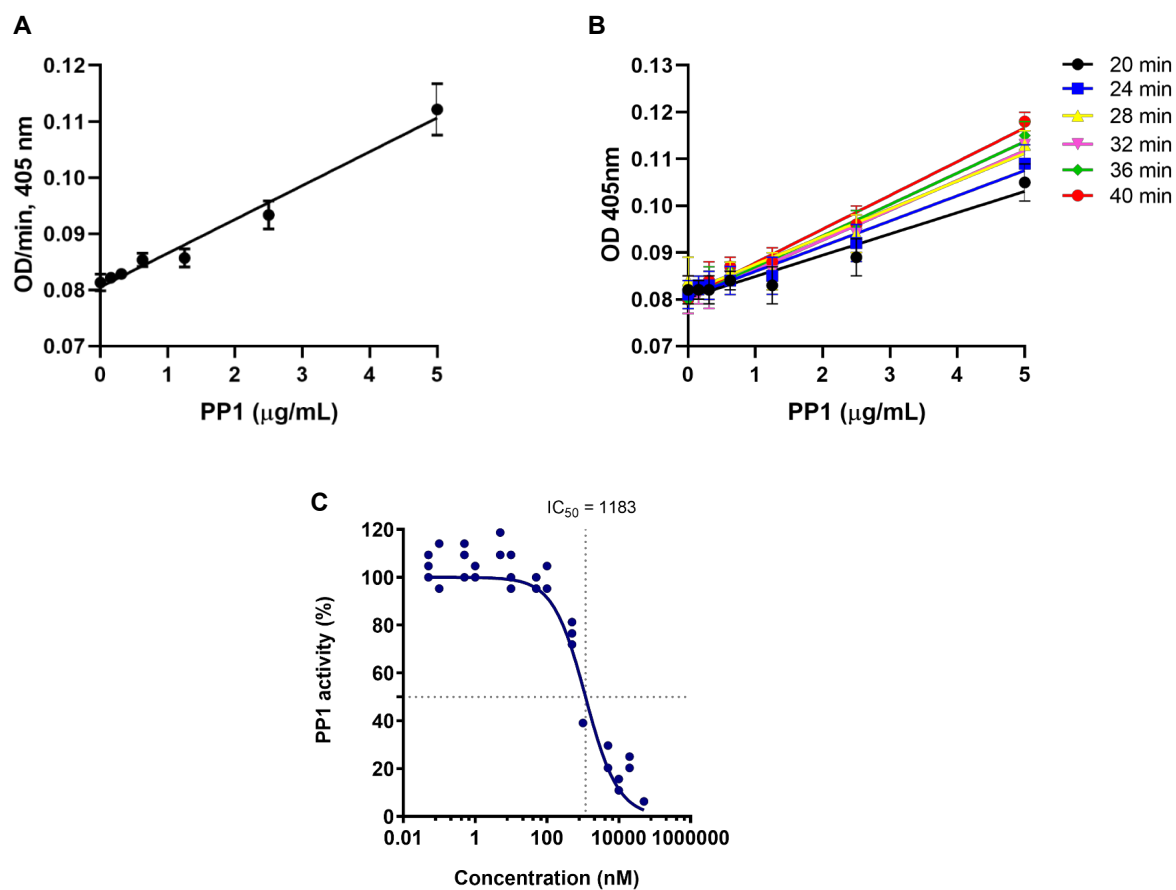 A
OD/min, 405 nm
0.12
0.11
0.10
0.09
0.08
0.07
0 1 2 3 4 5
PP1 (μg/mL)
B
OD 405nm
0.13
0.12
0.11
0.10
0.09
0.08
0.07
0 1 2 3 4 5
PP1 (μg/mL)
20 min
24 min
28 min
32 min
36 min
40 min
C
IC50 = 1183
PP1 activity (%)
120
100
80
60
40
20
0
0.01 1 100 10000 1000000
Concentration (nM)